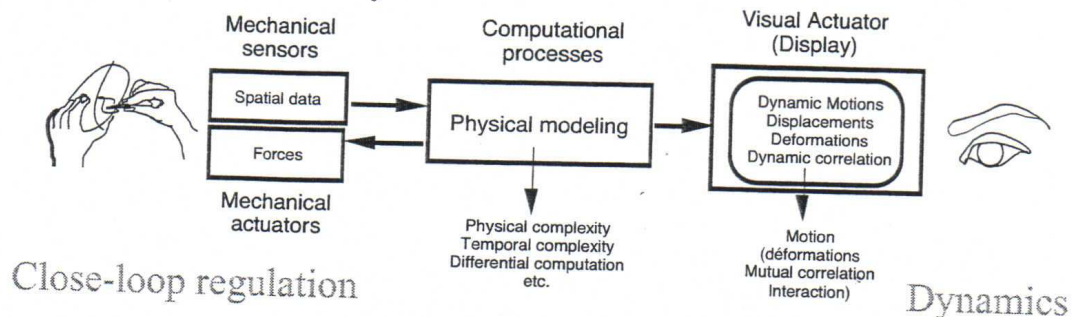 Mechanical
sensors
Spatial data
Forces
Mechanical
actuators
Computational
processes
Physical modeling
Physical complexity
Temporal complexity
Differential computation
etc.
Visual Actuator
(Display)
Dynamic Motions
Displacements
Deformations
Dynamic correlation
Motion
(déformations
Mutual correlation
Interaction)
Close-loop regulation
Dynamics